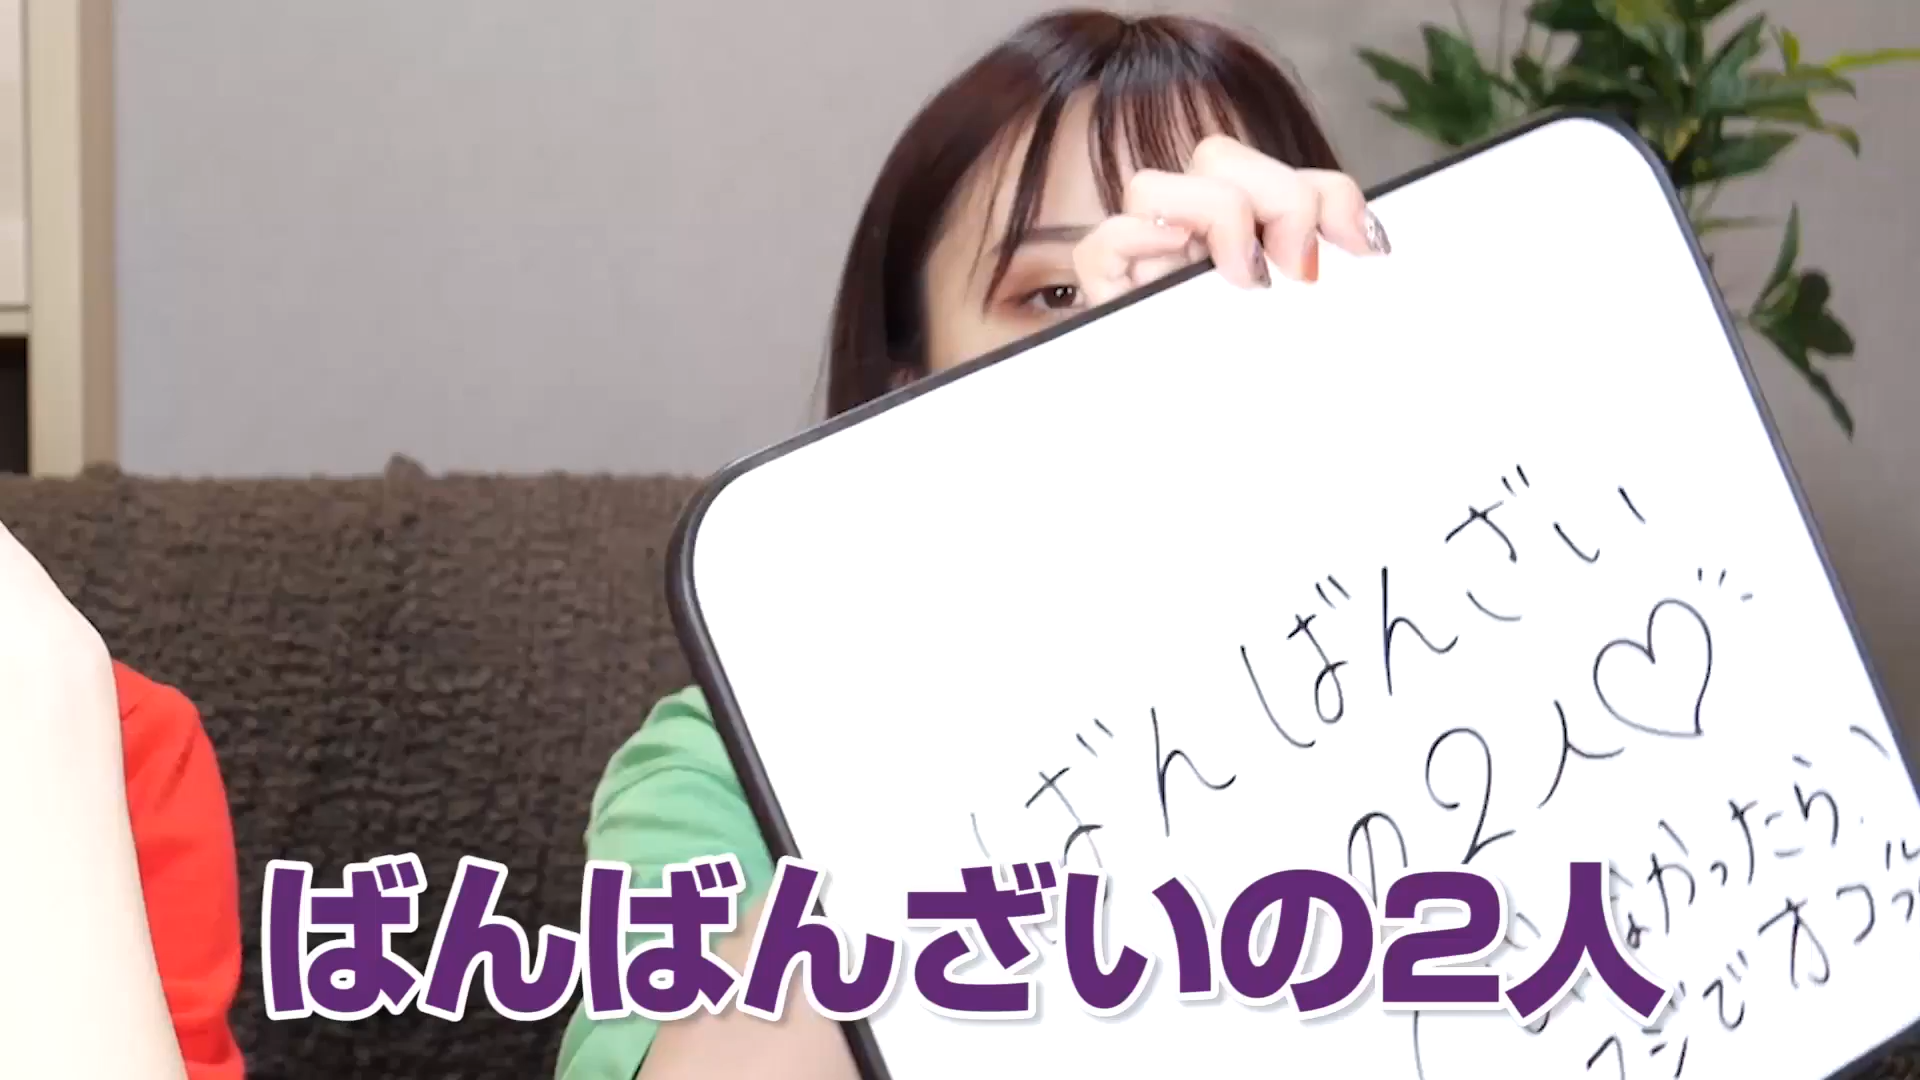 ばんばんざい
の2人♡
なかったら、
マジでオコ
ばんばんざいの2人